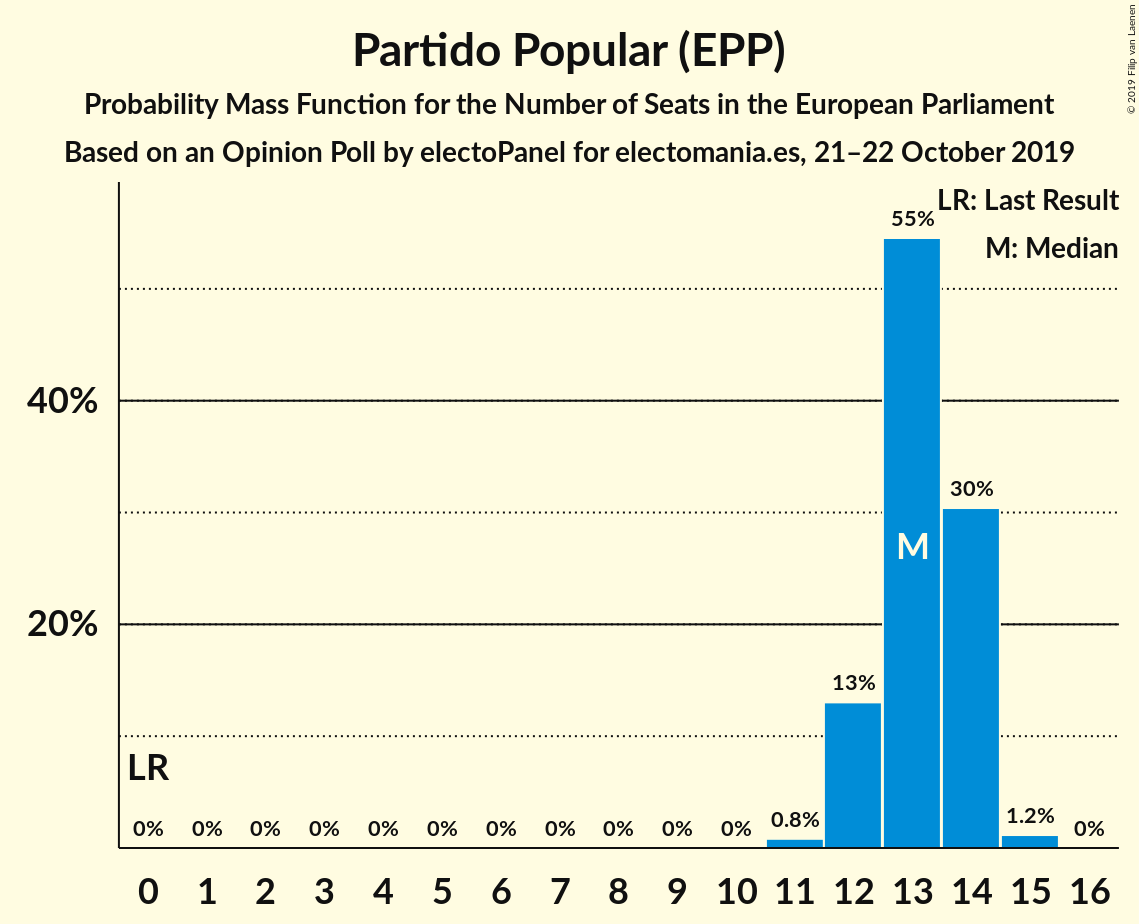 Partido Popular (EPP)
Probability Mass Function for the Number of Seats in the European Parliament
Based on an Opinion Poll by electoPanel for electomania.es, 21–22 October 2019
© 2019 Filip van Laenen
LR: Last Result
M: Median
55%
40%
30%
M
20%
13%
LR
0% 0% 0% 0% 0% 0% 0% 0% 0% 0% 0% 0.8% 1.2% 0%
0 1 2 3 4 5 6 7 8 9 10 11 12 13 14 15 16